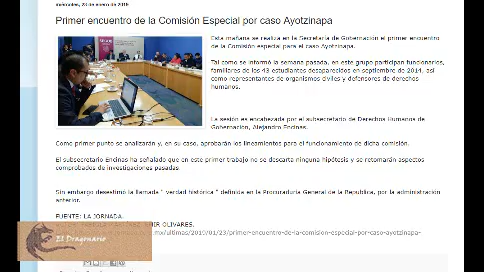 miércoles, 23 de enero de 2019
Primer encuentro de la Comisión Especial por caso Ayotzinapa
Esta mañana se realiza en la Secretaría de Gobernación el primer encuentro
de la Comisión especial para el caso Ayotzinapa.
Tal como se informó la semana pasada, en este grupo participan funcionarios,
familiares de los 43 estudiantes desaparecidos en septiembre de 2014, así
como representantes de organismos civiles y defensores de derechos
humanos.
La sesión es encabezada por el subsecretario de Derechos Humanos de
Gobernación, Alejandro Encinas.
Como primer punto se analizarán y, en su caso, aprobarán los lineamientos para el funcionamiento de dicha comisión.
El subsecretario Encinas ha señalado que en este primer trabajo no se descarta ninguna hipótesis y se retomarán aspectos
comprobados de investigaciones pasadas.
Sin embargo desestimó la llamada " verdad histórica " definida en la Procuraduría General de la República, por la administración
anterior.
FUENTE: LA JORNADA.
OLIVARES.
mx/ultimas/2019/01/23/primer-encuentro-de-la-comision-especial-por-caso-ayotzinapa-
El Dragonario